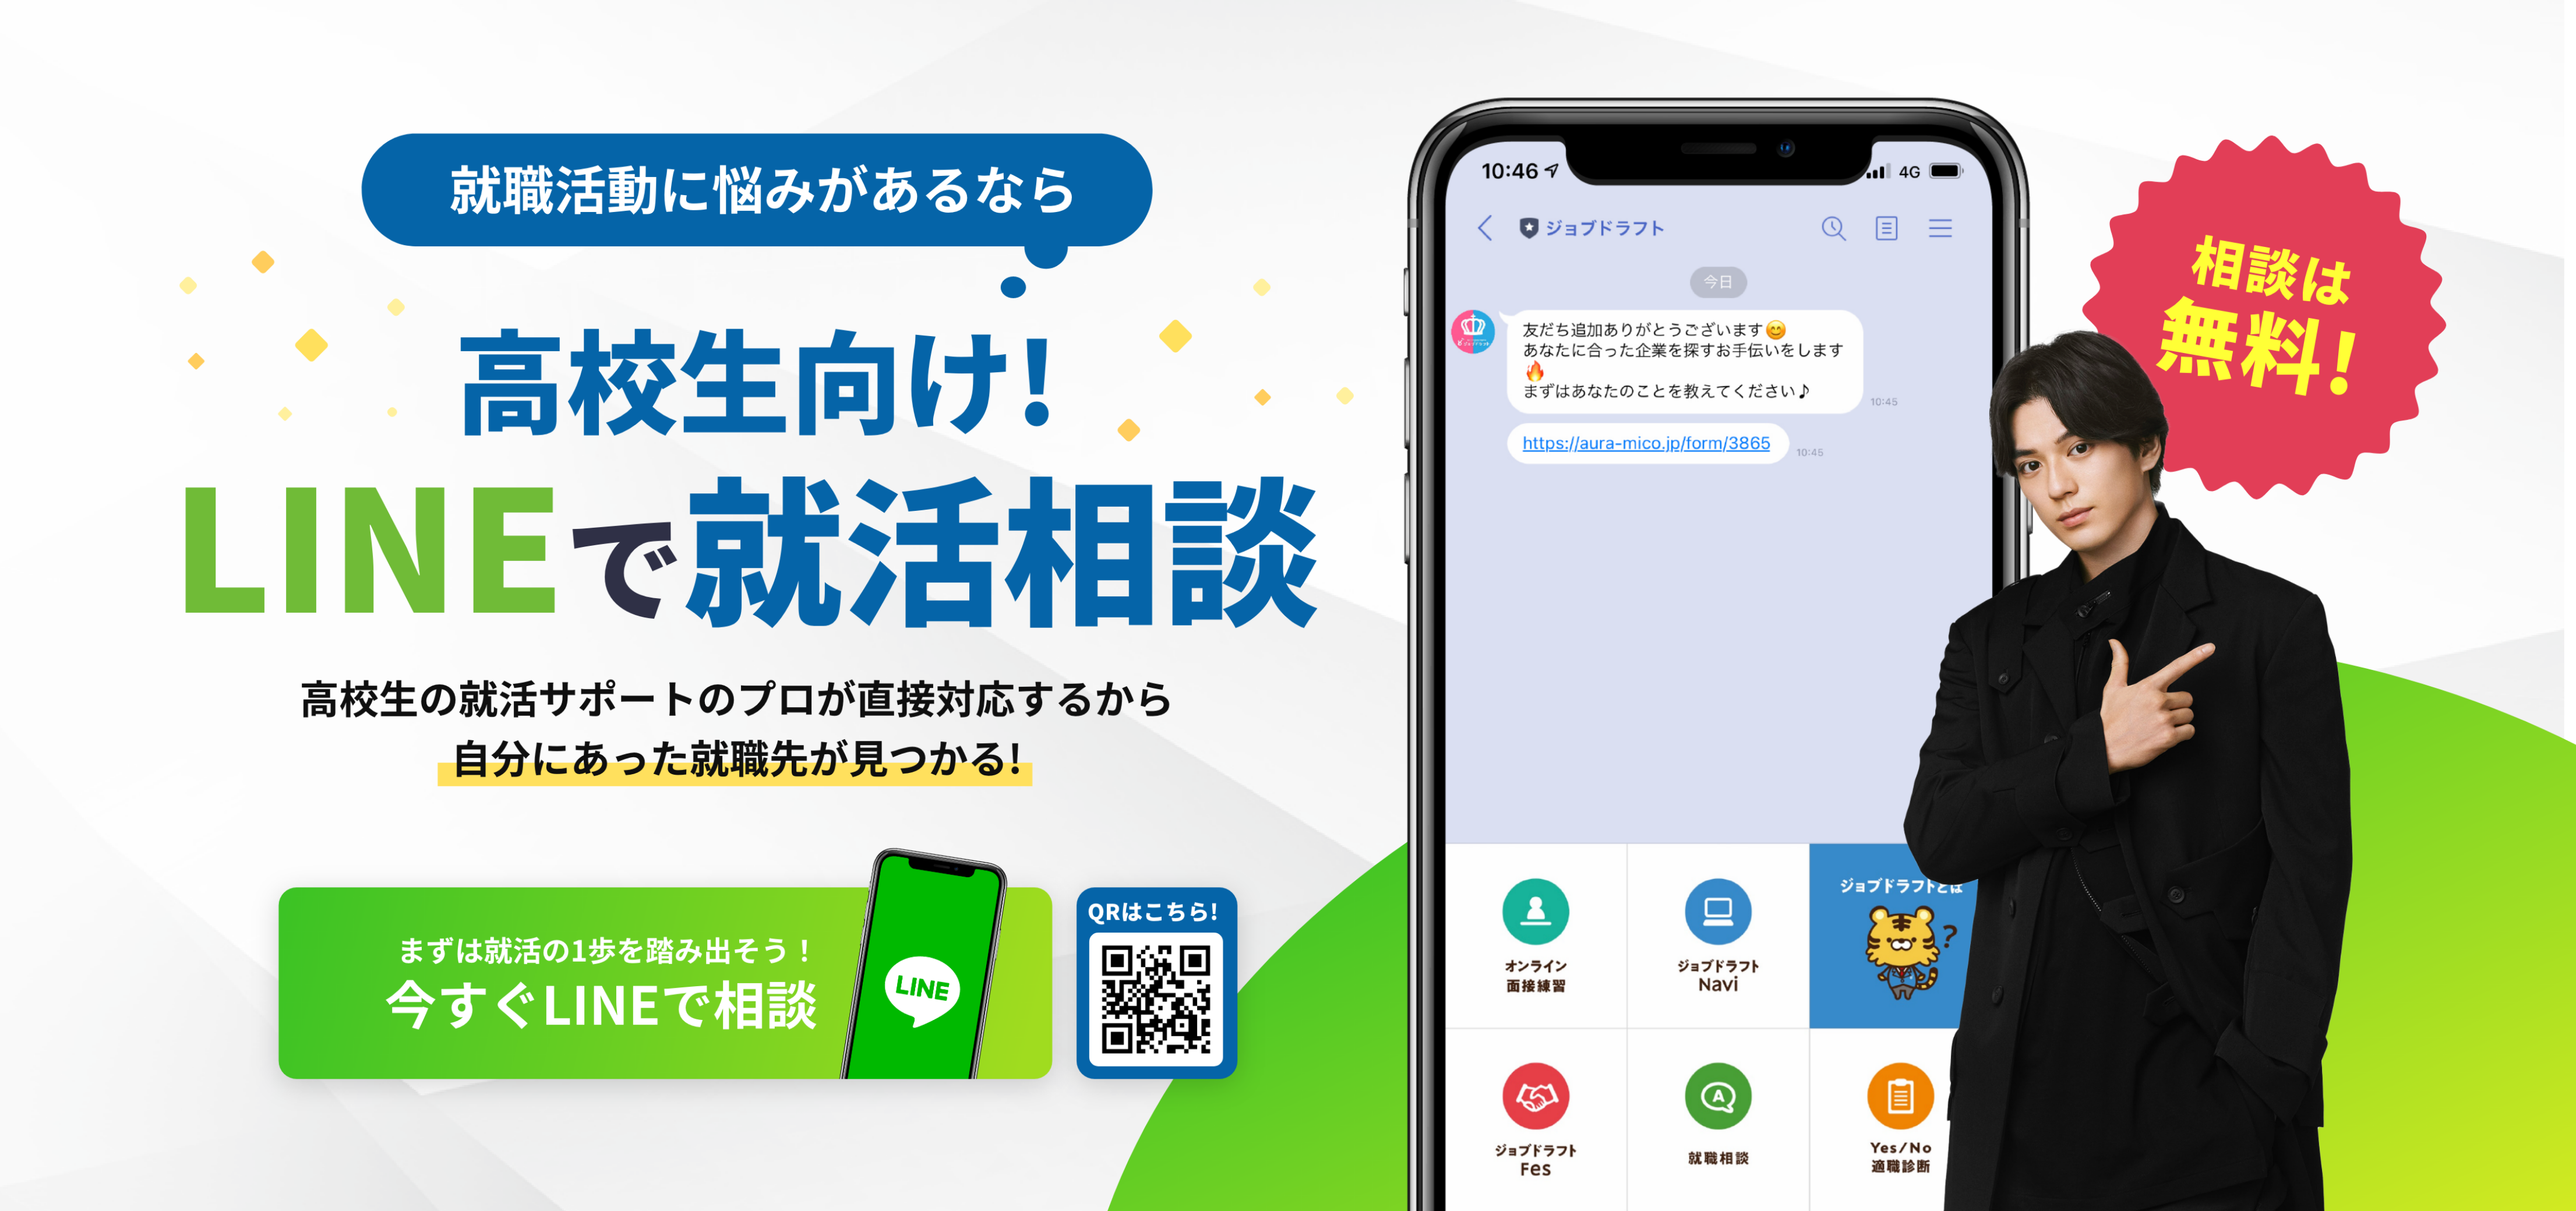 就職活動に悩みがあるなら
高校生向け!
LINEで就活相談
高校生の就活サポートのプロが直接対応するから
自分にあった就職先が見つかる!
まずは就活の1歩を踏み出そう！
今すぐLINEで相談
LINE
QRはこちら!
10:46
4G
ジョブドラフト
今日
友だち追加ありがとうございます😊
あなたに合った企業を探すお手伝いをします
🔥
まずはあなたのことを教えてください♪
10:45
https://aura-mico.jp/form/3865
10:45
オンライン
面接練習
ジョブドラフト
Navi
ジョブドラフトとは
?
ジョブドラフト
Fes
A
就職相談
Yes/No
適職診断
相談は
無料!